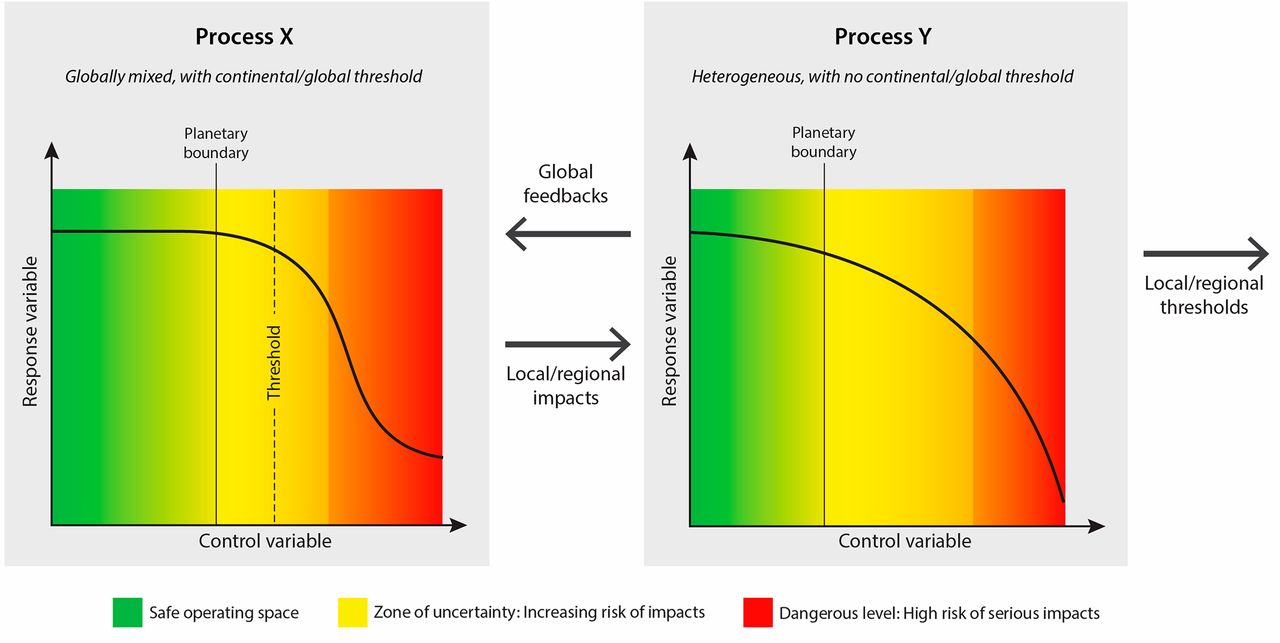 Process X
Globally mixed, with continental/global threshold
Planetary
boundary
Response variable
Threshold
Control variable
Global
feedbacks
Local/regional
impacts
Process Y
Heterogeneous, with no continental/global threshold
Planetary
boundary
Response variable
Control variable
Local/regional
thresholds
Safe operating space
Zone of uncertainty: Increasing risk of impacts
Dangerous level: High risk of serious impacts